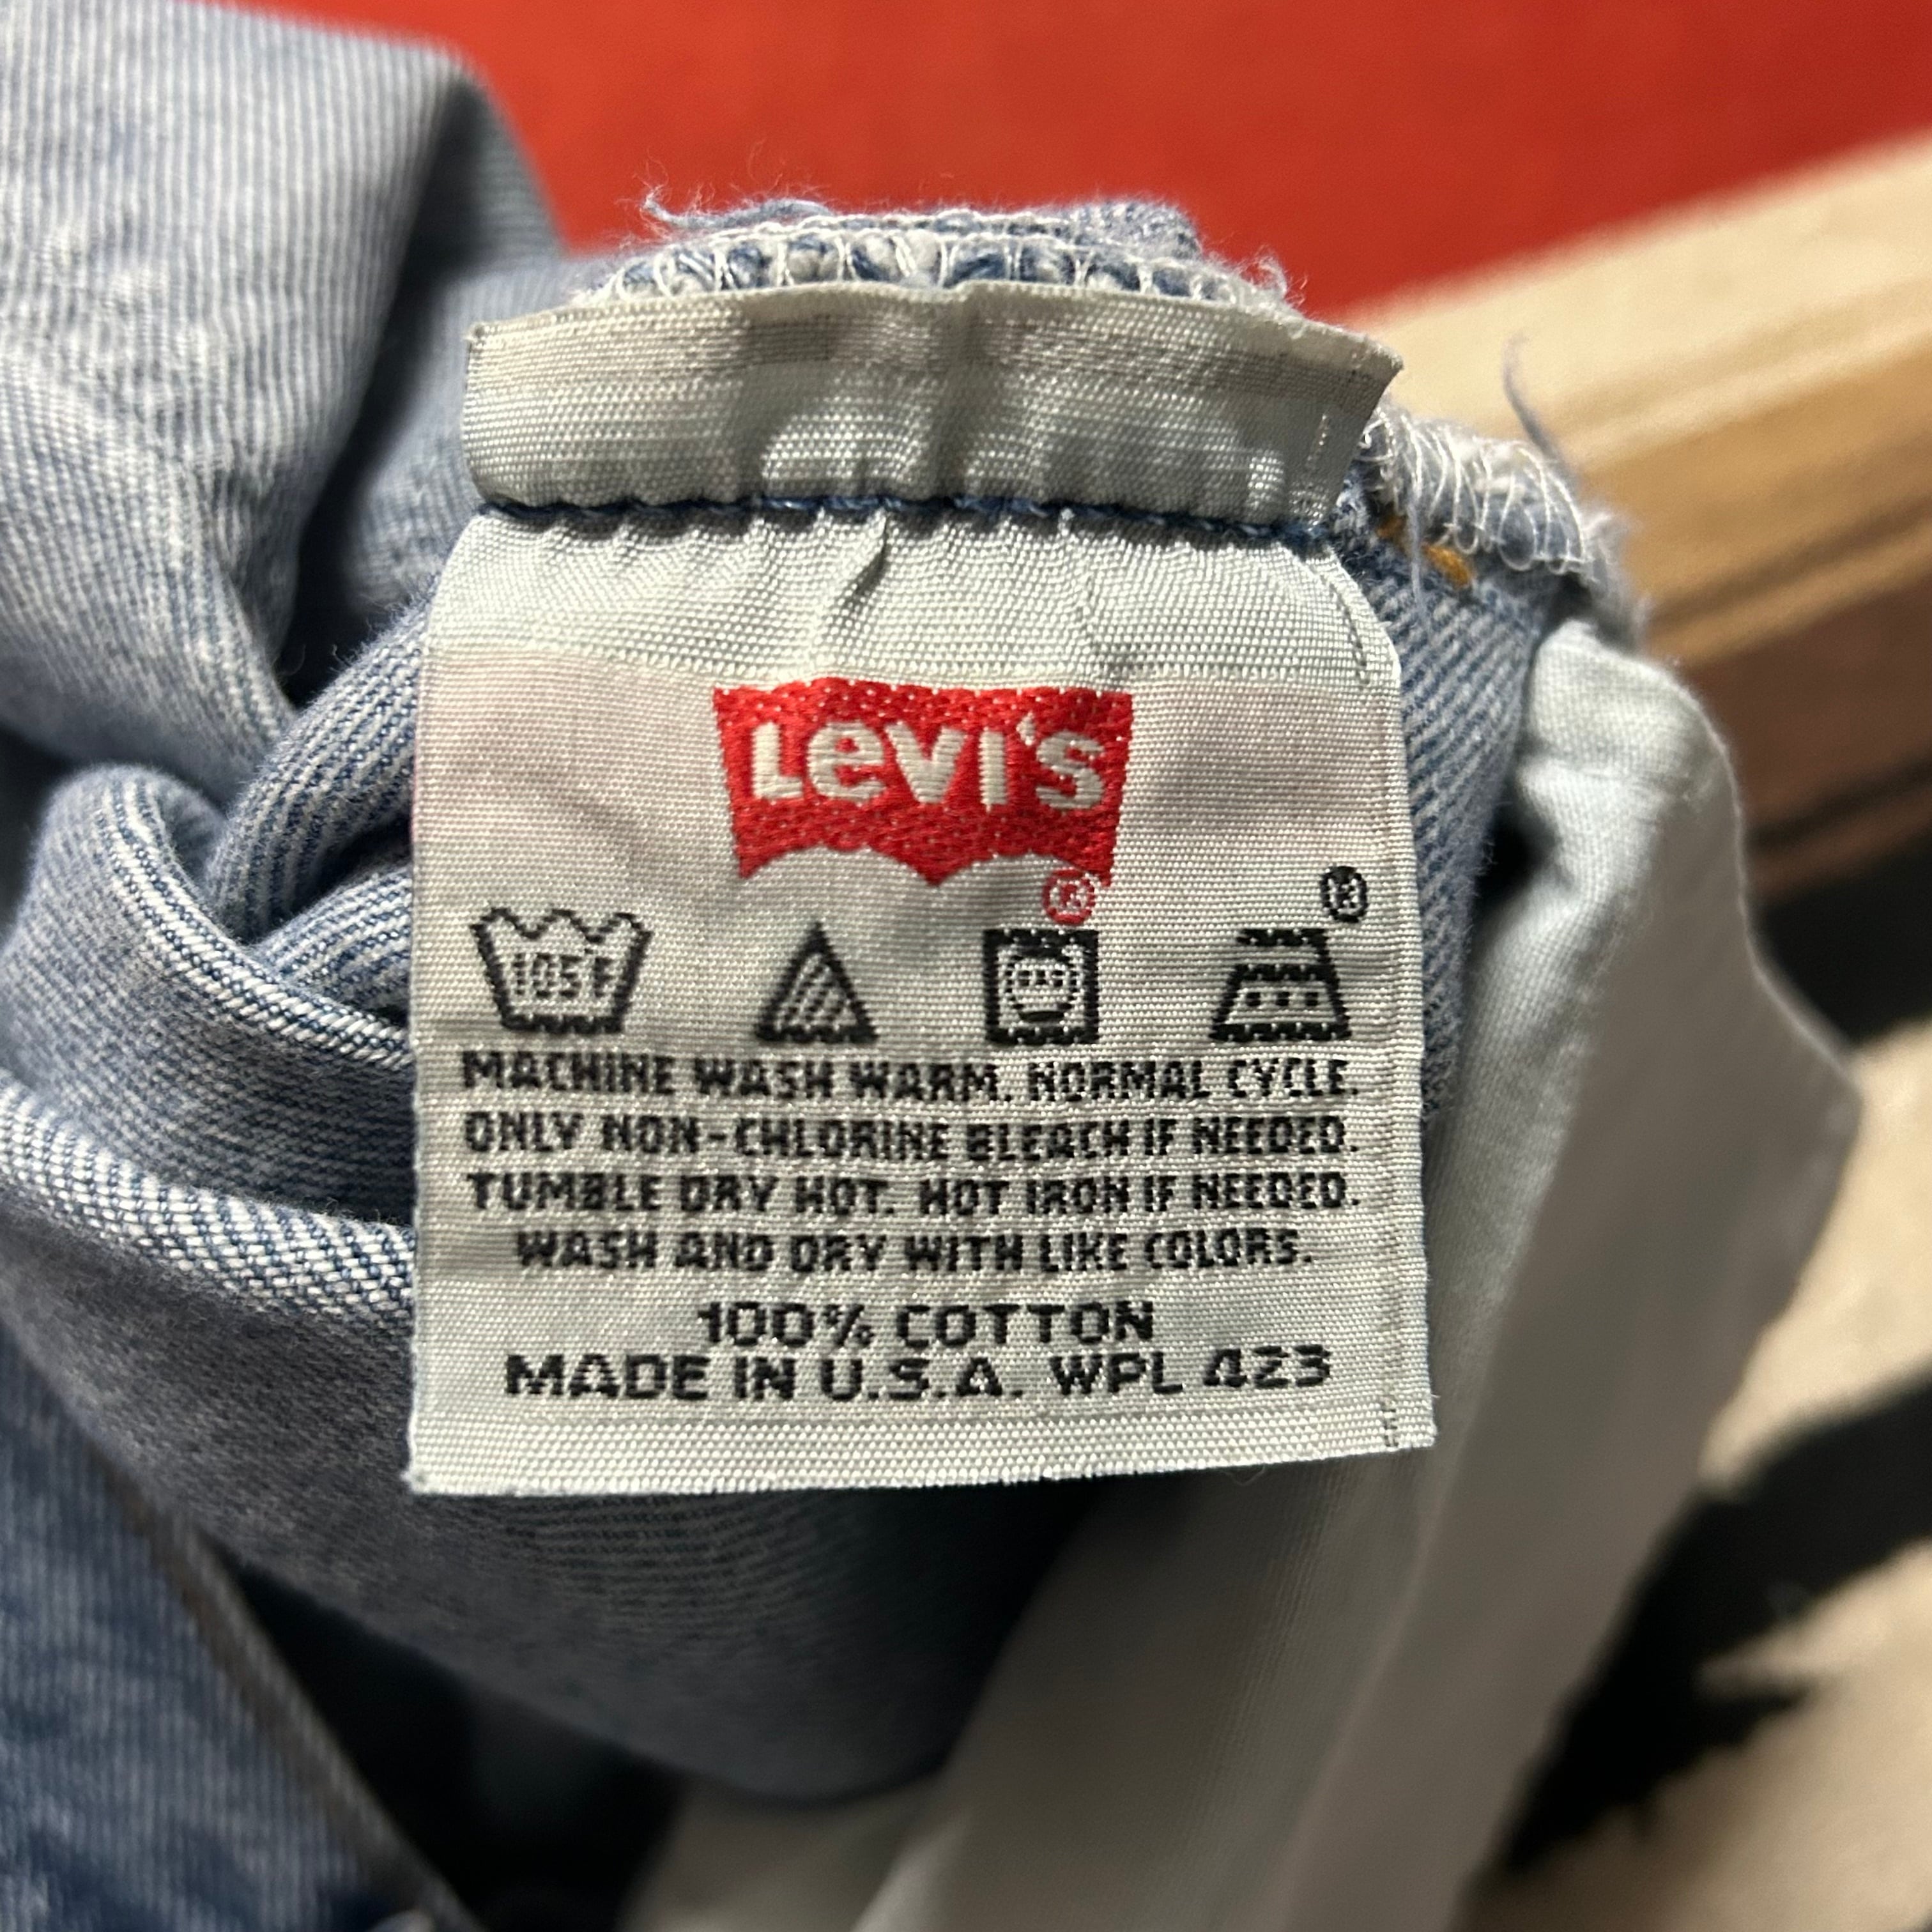 Levi's
®
®
105F
MACHINE WASH WARM. NORMAL CYCLE.
ONLY NON-CHLORINE BLEACH IF NEEDED.
TUMBLE DRY HOT. HOT IRON IF NEEDED.
WASH AND DRY WITH LIKE COLORS.
100% COTTON
MADE IN U.S.A. WPL 423